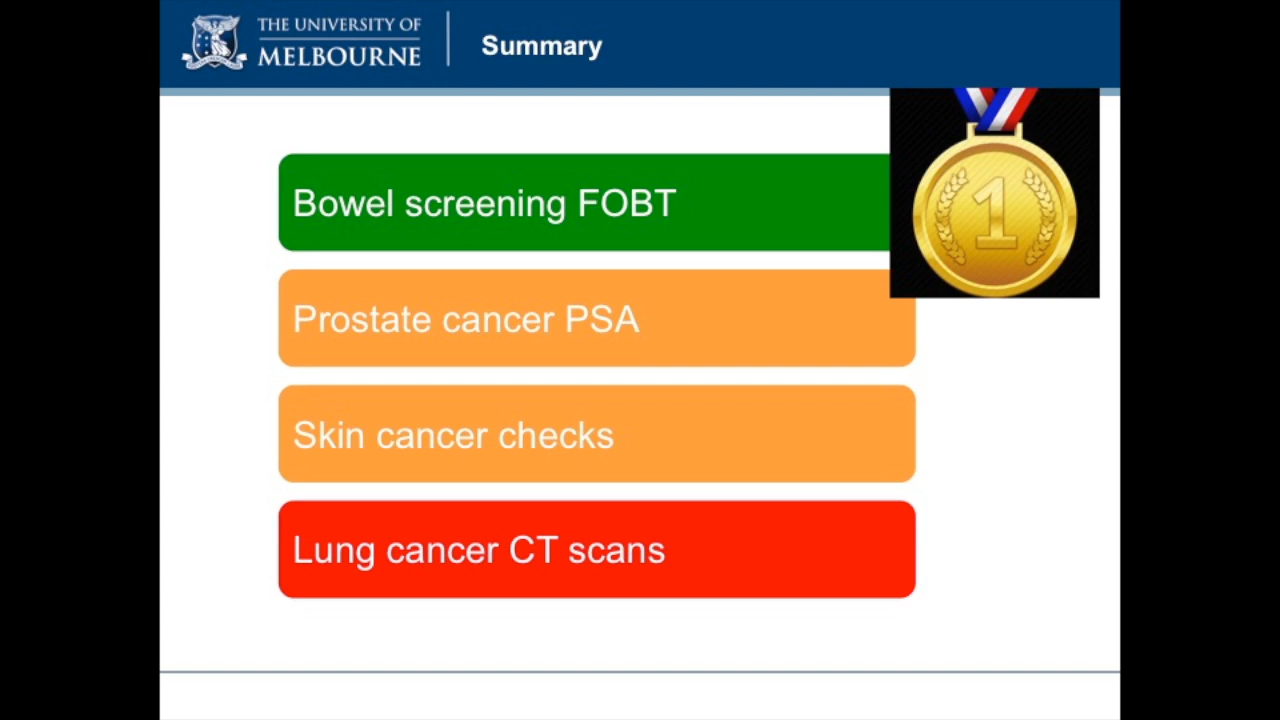 THE UNIVERSITY OF
MELBOURNE
Summary
Bowel screening FOBT
1
Prostate cancer PSA
Skin cancer checks
Lung cancer CT scans